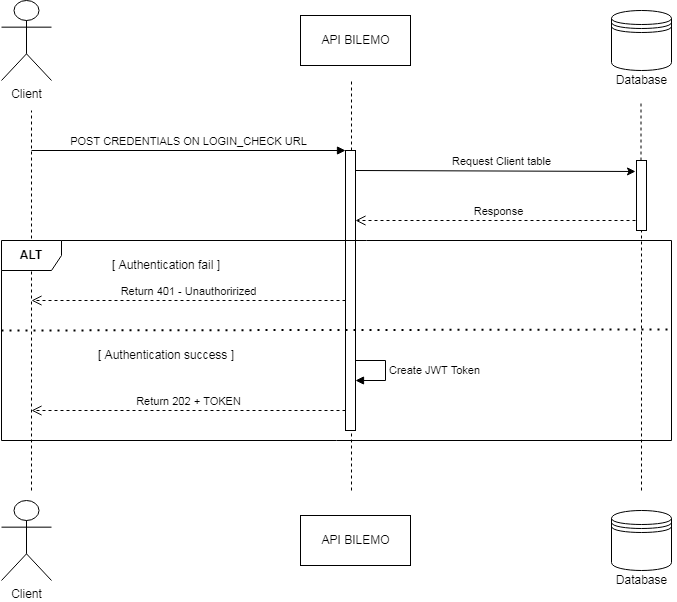 API BILEMO
Client
Database
POST CREDENTIALS ON LOGIN_CHECK URL
Request Client table
Response
ALT
[ Authentication fail ]
Return 401 - Unauthorirized
[ Authentication success ]
Create JWT Token
Return 202 + TOKEN
API BILEMO
Client
Database